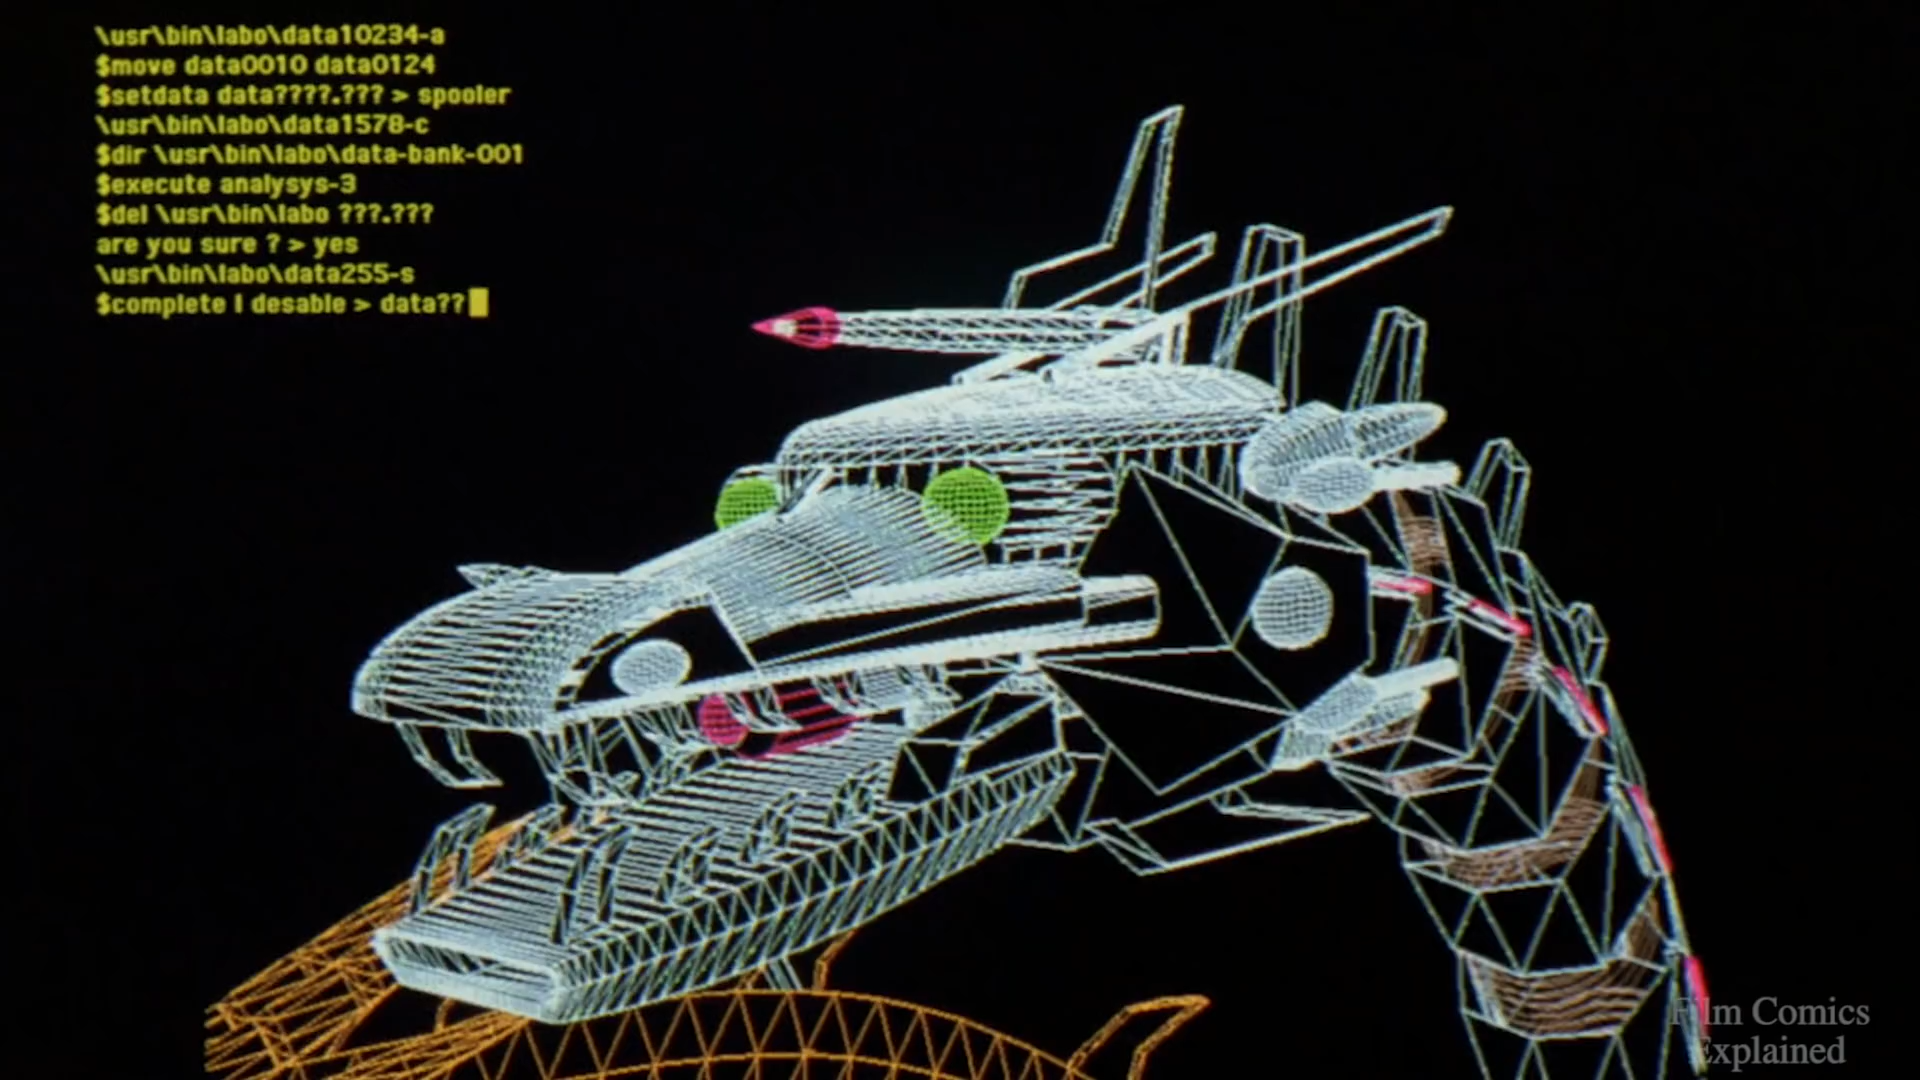 \usr\bin\labo\data10234-a
$move data0010 data0124
$setdata data????.??? > spooler
\usr\bin\labo\data1578-c
$dir \usr\bin\labo\data-bank-001
$execute analysys-3
$del \usr\bin\labo ???.???
are you sure ? > yes
\usr\bin\labo\data255-s
$complete I desable > data??
Film Comics
Explained